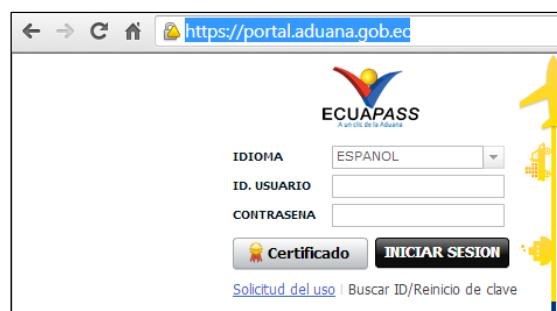 https://portal.aduana.gob.ec
ECUAPASS
A un clic de la Aduana
IDIOMA ESPANOL
ID. USUARIO
CONTRASENA
Certificado INICIAR SESION
Solicitud del uso | Buscar ID/Reinicio de clave